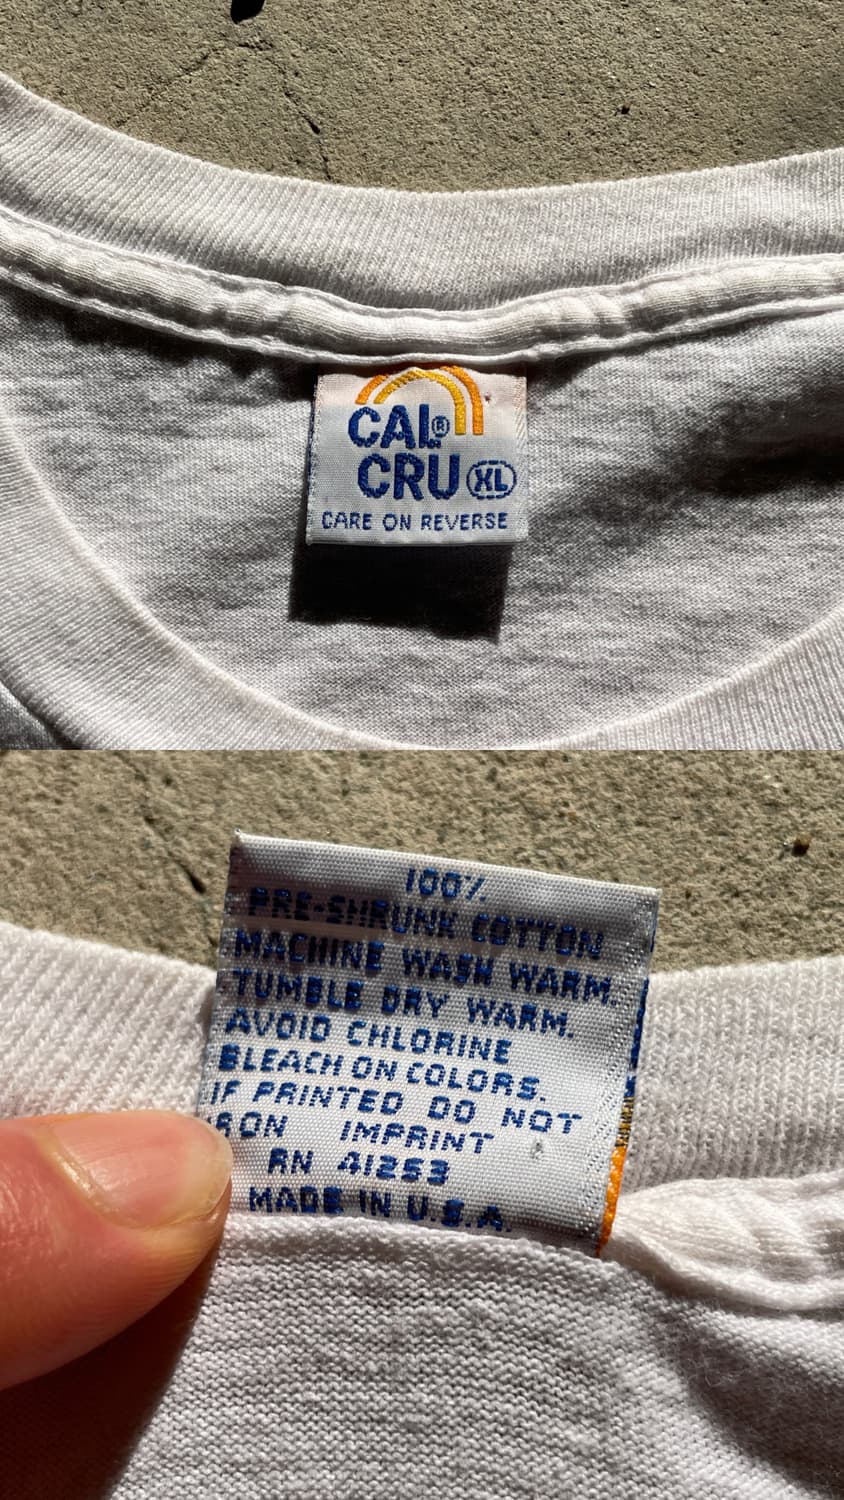 CAL®
CRU XL
CARE ON REVERSE
100%
PRE-SHRUNK COTTON
MACHINE WASH WARM.
TUMBLE DRY WARM.
AVOID CHLORINE
BLEACH ON COLORS.
IF PRINTED DO NOT
IRON IMPRINT
RN 41253
MADE IN U.S.A.